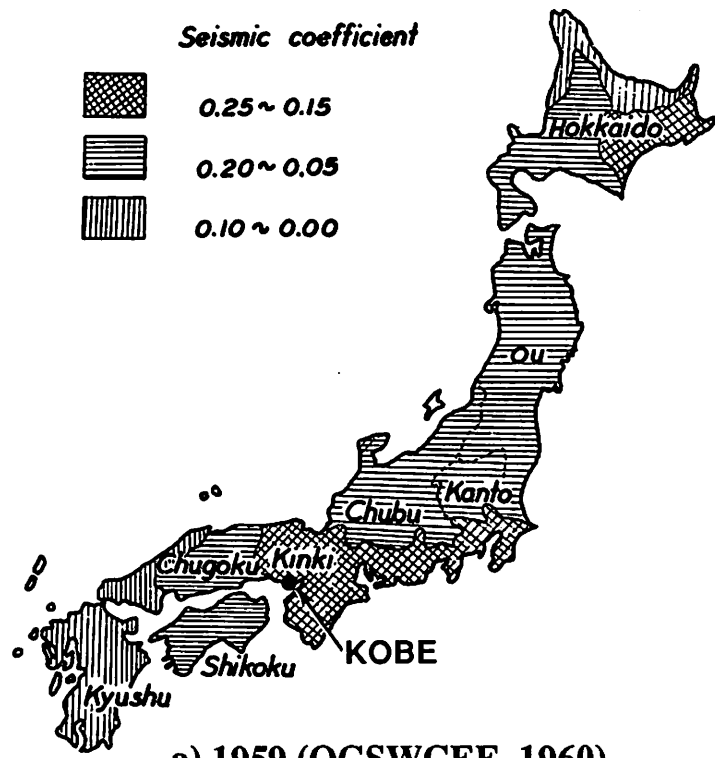 Seismic coefficient
0.25 ~ 0.15
0.20 ~ 0.05
0.10 ~ 0.00
Hokkaido
Ou
Kanto
Chubu
Kinki
Chugoku
KOBE
Shikoku
Kyushu
a) 1959 (OCSWCEE, 1960)